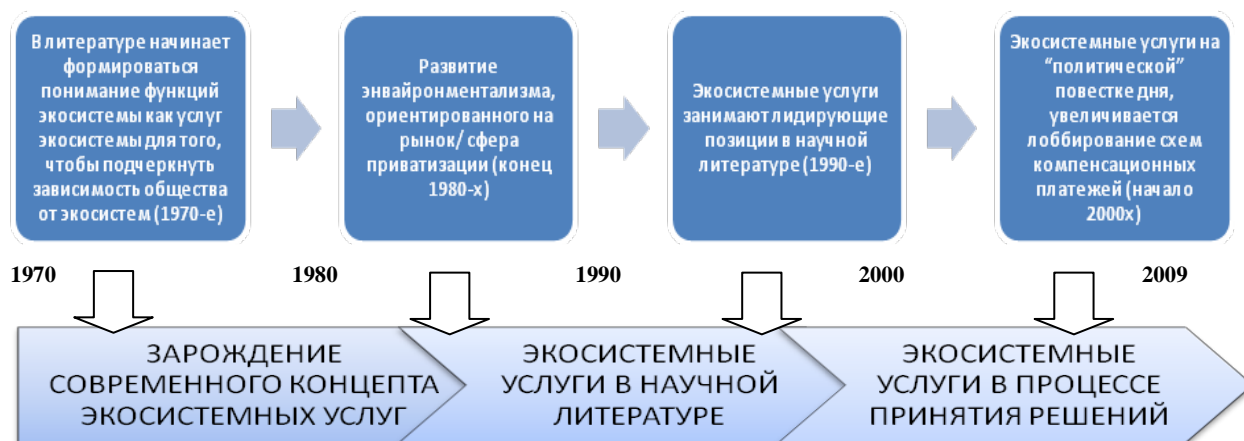 В литературе начинает
формироваться
понимание функций
экосистемы как услуг
экосистемы для того,
чтобы подчеркнуть
зависимость общества
от экосистем (1970-е)
Развитие
энвайронментализма,
ориентированного на
рынок/ сфера
приватизации (конец
1980-х)
Экосистемные услуги
занимают лидирующие
позиции в научной
литературе (1990-е)
Экосистемные услуги на
“политической”
повестке дня,
увеличивается
лоббирование схем
компенсационных
платежей (начало
2000х)
1970
1980
1990
2000
2009
ЗАРОЖДЕНИЕ
СОВРЕМЕННОГО КОНЦЕПТА
ЭКОСИСТЕМНЫХ УСЛУГ
ЭКОСИСТЕМНЫЕ
УСЛУГИ В НАУЧНОЙ
ЛИТЕРАТУРЕ
ЭКОСИСТЕМНЫЕ
УСЛУГИ В ПРОЦЕССЕ
ПРИНЯТИЯ РЕШЕНИЙ